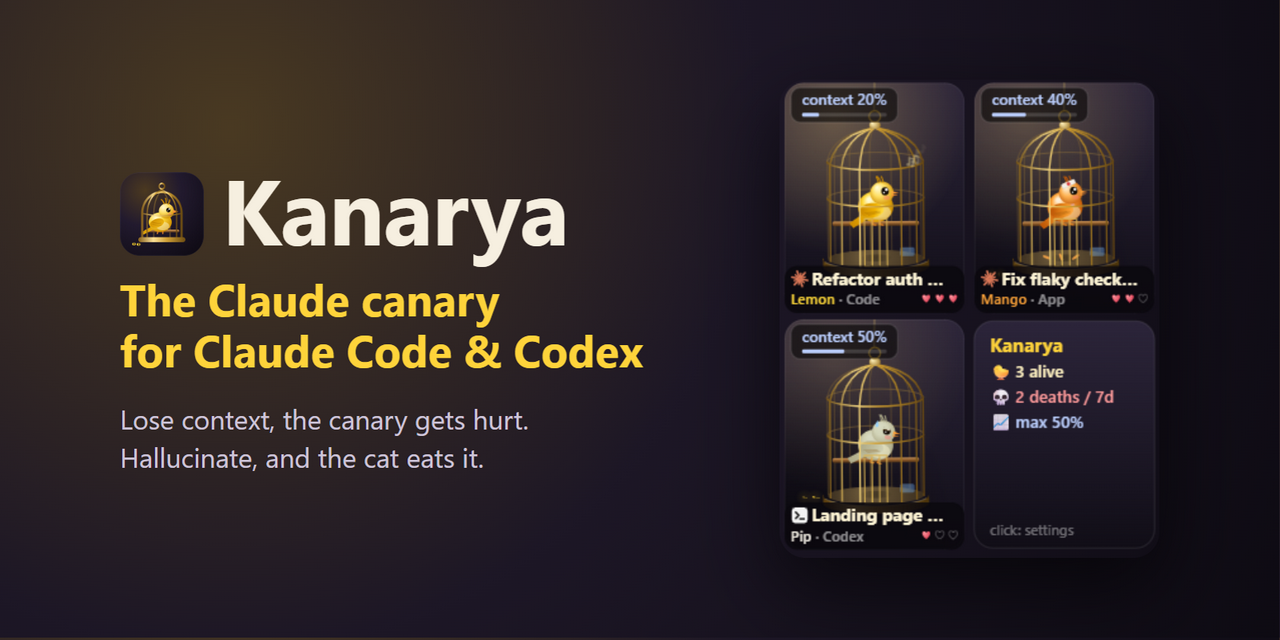 Kanarya
The Claude canary
for Claude Code & Codex
Lose context, the canary gets hurt.
Hallucinate, and the cat eats it.
context 20%
Refactor auth ...
Lemon · Code
context 40%
Fix flaky check...
Mango · App
context 50%
Landing page ...
Pip · Codex
Kanarya
3 alive
2 deaths / 7d
max 50%
click: settings